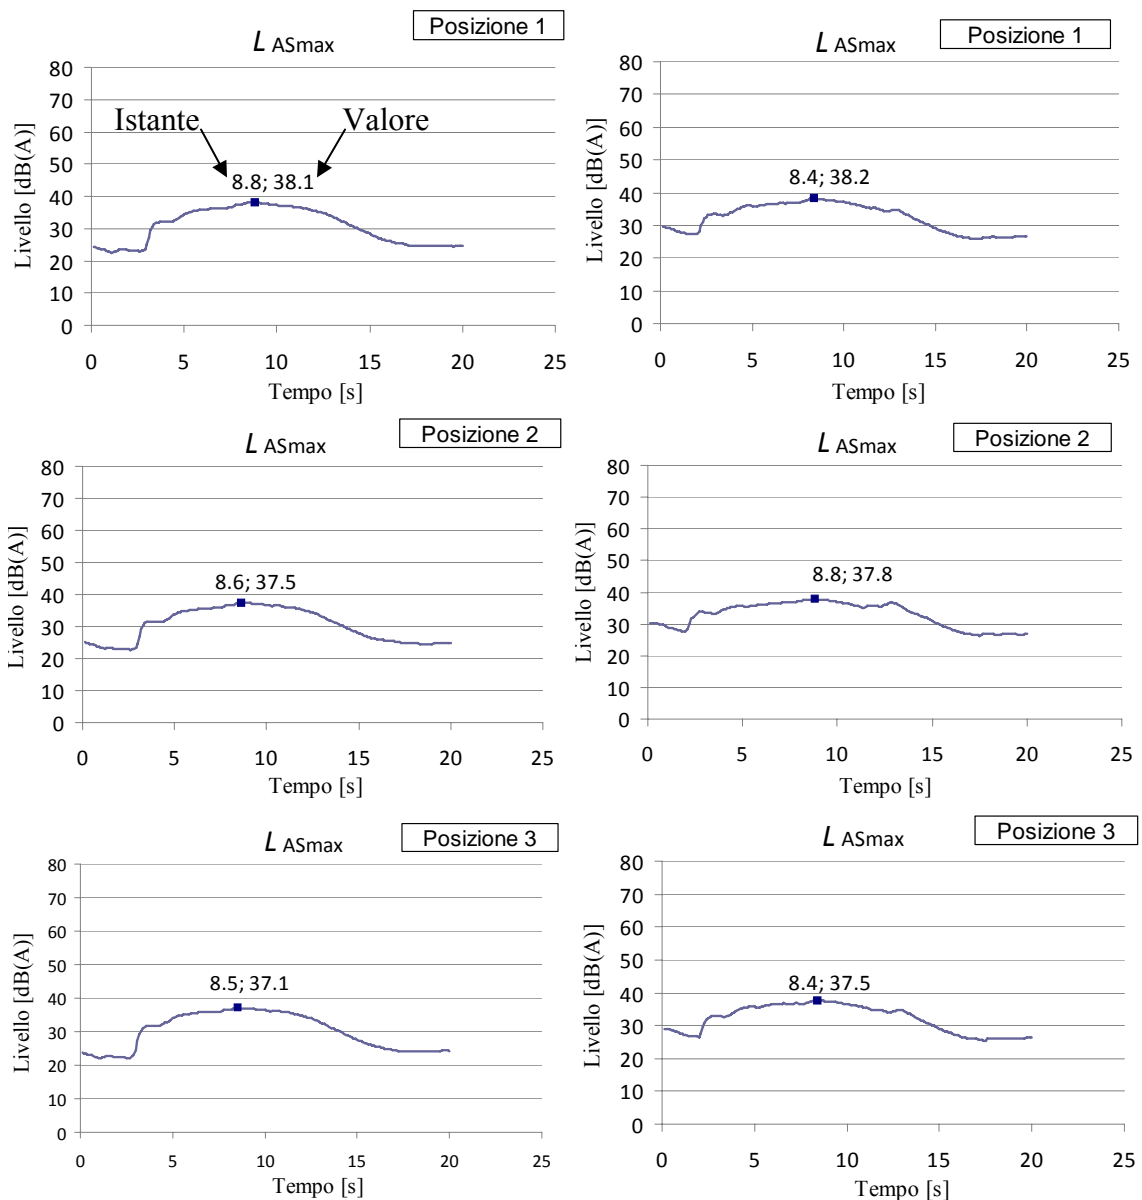 Posizione 1
L ASmax
Livello [dB(A)]
80
70
60
50
40
30
20
10
0
Istante
Valore
8.8; 38.1
0 5 10 15 20 25
Tempo [s]
Posizione 1
L ASmax
Livello [dB(A)]
80
70
60
50
40
30
20
10
0
8.4; 38.2
0 5 10 15 20 25
Tempo [s]
Posizione 2
L ASmax
Livello [dB(A)]
80
70
60
50
40
30
20
10
0
8.6; 37.5
0 5 10 15 20 25
Tempo [s]
Posizione 2
L ASmax
Livello [dB(A)]
80
70
60
50
40
30
20
10
0
8.8; 37.8
0 5 10 15 20 25
Tempo [s]
Posizione 3
L ASmax
Livello [dB(A)]
80
70
60
50
40
30
20
10
0
8.5; 37.1
0 5 10 15 20 25
Tempo [s]
Posizione 3
L ASmax
Livello [dB(A)]
80
70
60
50
40
30
20
10
0
8.4; 37.5
0 5 10 15 20 25
Tempo [s]